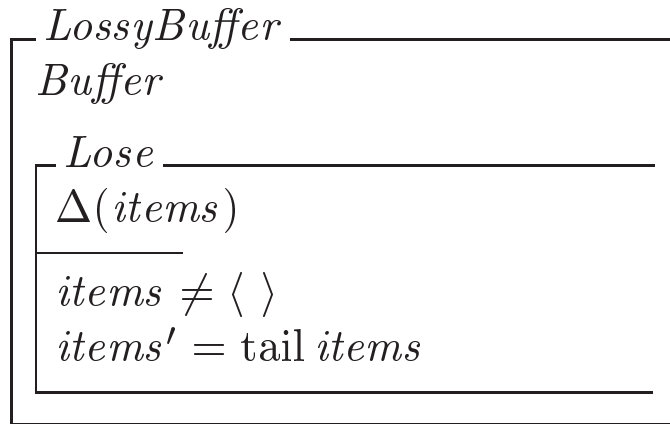 LossyBuffer
Buffer
Lose
Δ(items)
items ≠ ⟨ ⟩
items′ = tail items